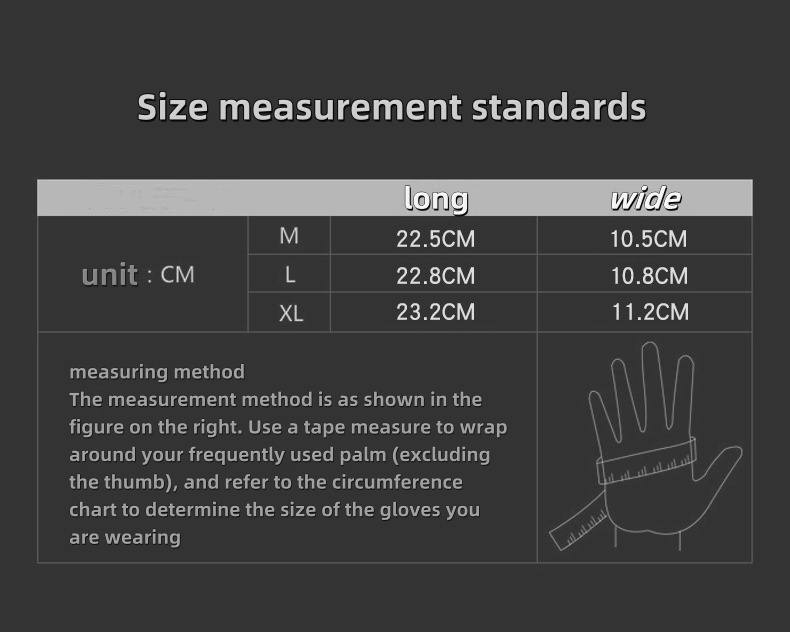 Size measurement standards
long wide
M 22.5CM 10.5CM
unit : CM L 22.8CM 10.8CM
XL 23.2CM 11.2CM
measuring method
The measurement method is as shown in the
figure on the right. Use a tape measure to wrap
around your frequently used palm (excluding
the thumb), and refer to the circumference
chart to determine the size of the gloves you
are wearing